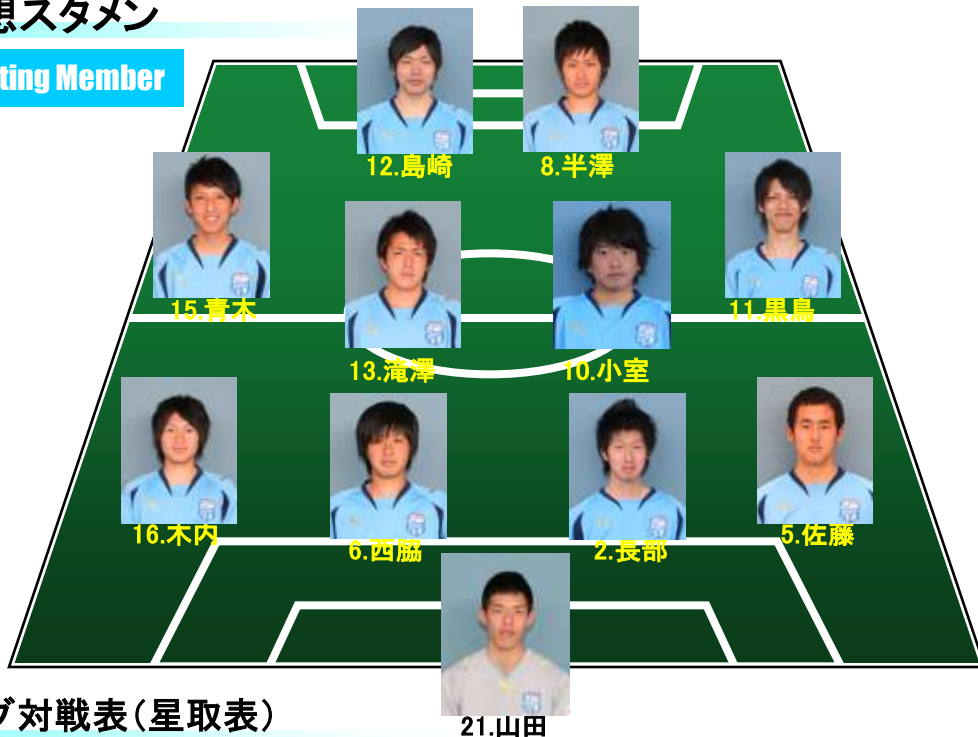 想スタメン
ting Member
12.島崎
8.半澤
15.青木
11.黒鳥
13.滝澤
10.小室
16.木内
6.西脇
2.長部
5.佐藤
21.山田
グ対戦表(星取表)